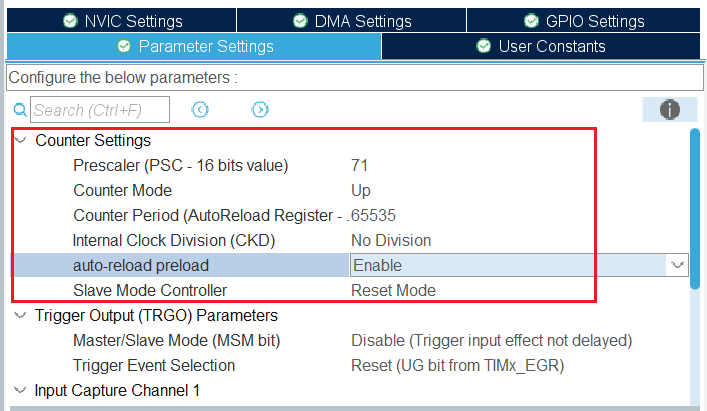 NVIC Settings DMA Settings GPIO Settings
Parameter Settings User Constants
Configure the below parameters :
Search (Ctrl+F)
Counter Settings
Prescaler (PSC - 16 bits value) 71
Counter Mode Up
Counter Period (AutoReload Register - . 65535
Internal Clock Division (CKD) No Division
auto-reload preload Enable
Slave Mode Controller Reset Mode
Trigger Output (TRGO) Parameters
Master/Slave Mode (MSM bit) Disable (Trigger input effect not delayed)
Trigger Event Selection Reset (UG bit from TIMx_EGR)
Input Capture Channel 1